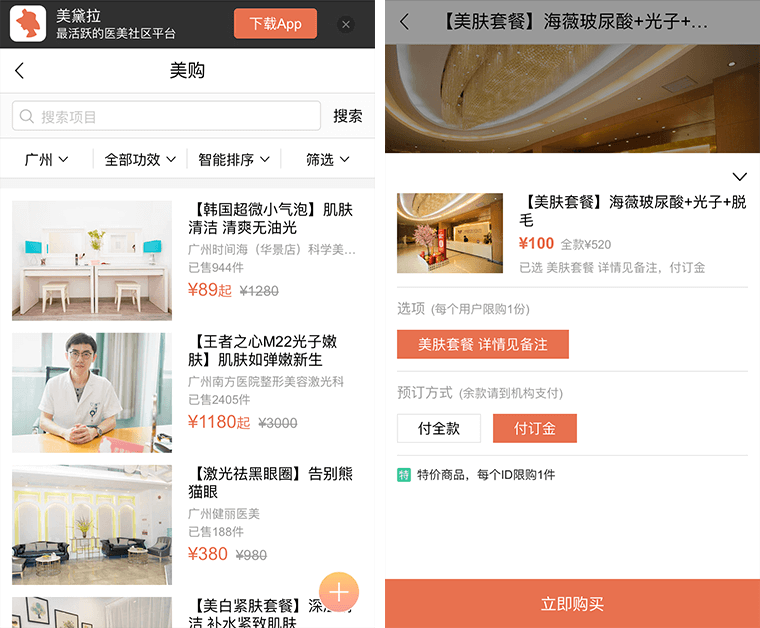 美黛拉
最活跃的医美社区平台
下载App
美购
搜索项目
搜索
广州
全部功效
智能排序
筛选
【韩国超微小气泡】肌肤
清洁 清爽无油光
广州时间海（华景店）科学美…
已售944件
¥89起 ¥1280
【王者之心M22光子嫩
肤】肌肤如弹嫩新生
广州南方医院整形美容激光科
已售2405件
¥1180起 ¥3000
【激光祛黑眼圈】告别熊
猫眼
广州健丽医美
已售188件
¥380 ¥980
【美白紧肤套餐】深
洁 补水紧致肌肤
【美肤套餐】海薇玻尿酸+光子+…
【美肤套餐】海薇玻尿酸+光子+脱
毛
¥100 全款¥520
已选 美肤套餐 详情见备注，付订金
选项 (每个用户限购1份)
美肤套餐 详情见备注
预订方式 (余款请到机构支付)
付全款
付订金
特 特价商品，每个ID限购1件
立即购买